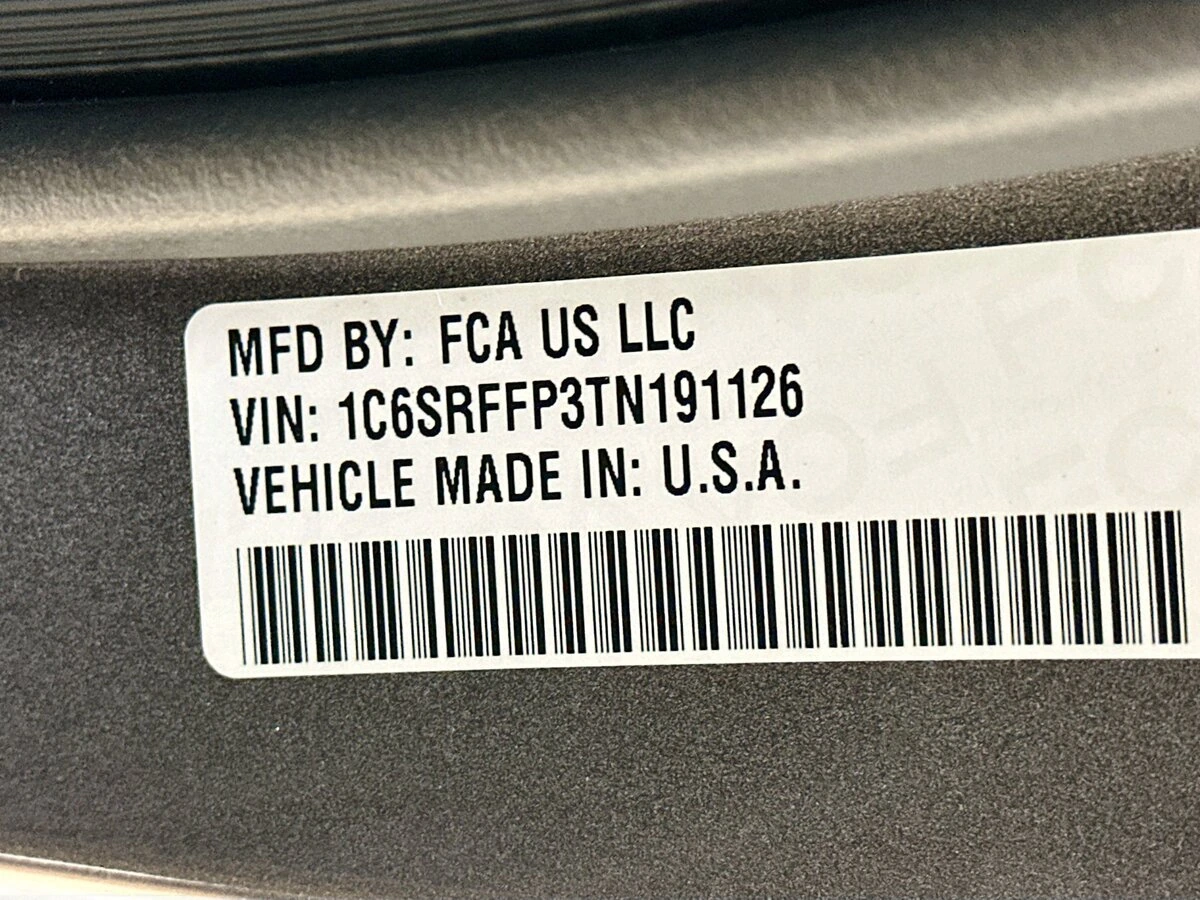 MFD BY: FCA US LLC
VIN: 1C6SRFFP3TN191126
VEHICLE MADE IN: U.S.A.